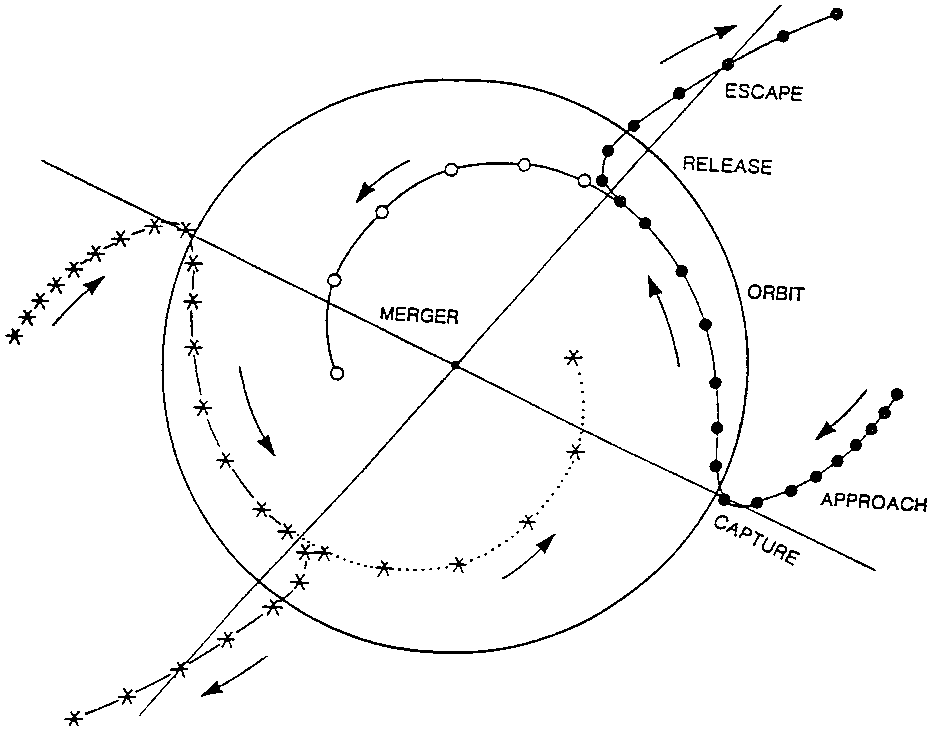 ESCAPE
RELEASE
ORBIT
MERGER
APPROACH
CAPTURE